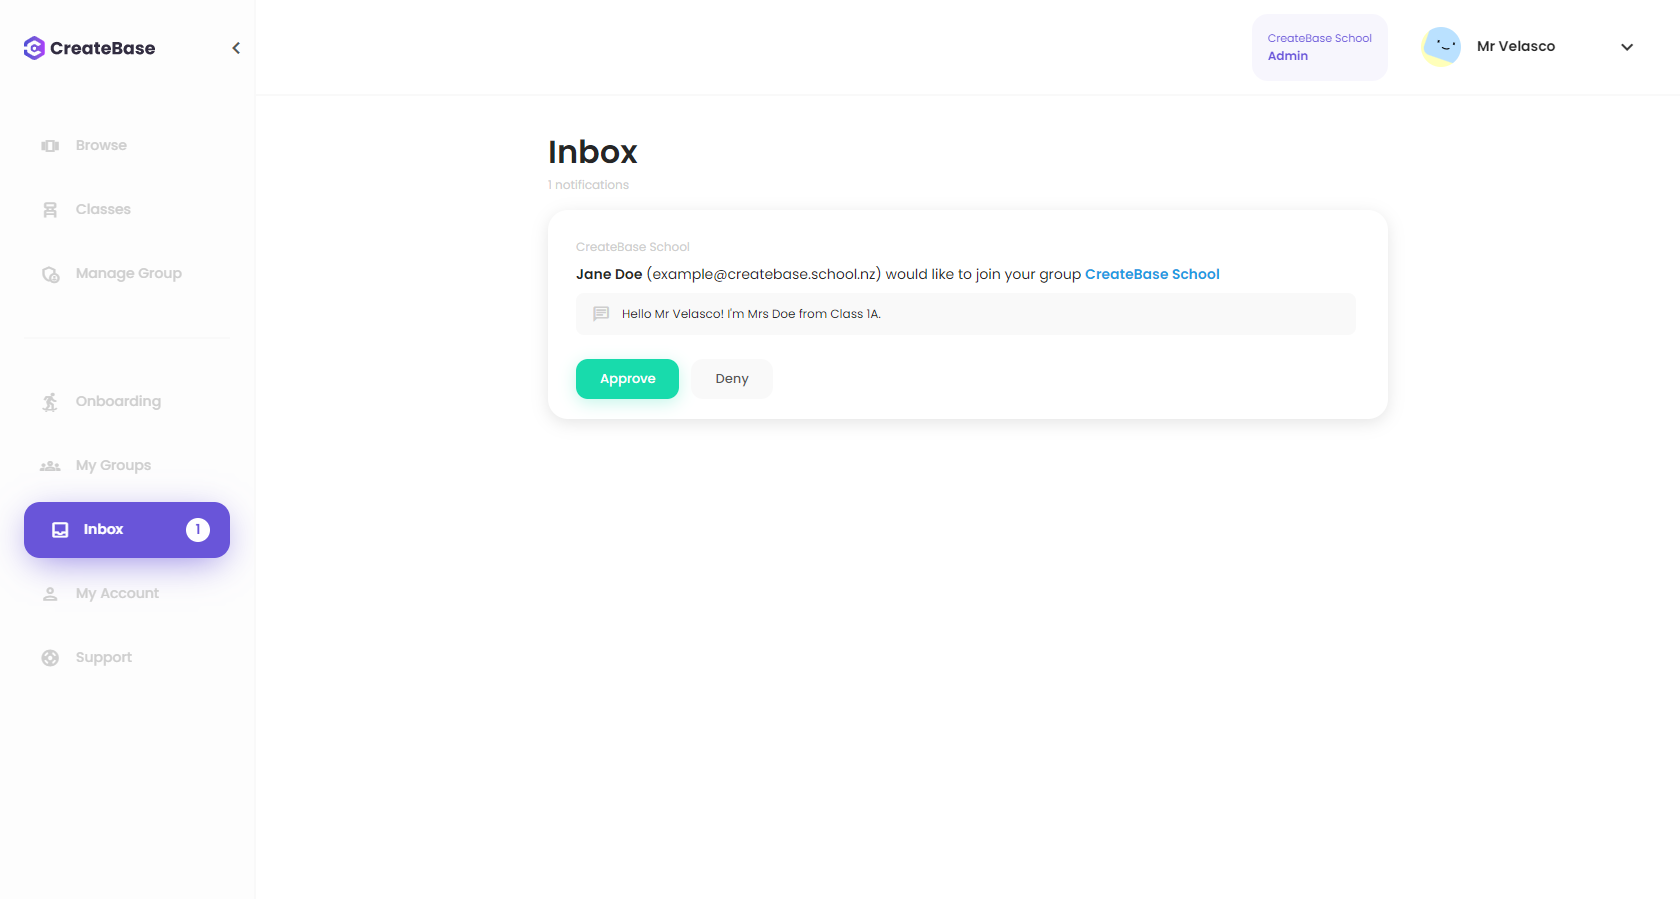 CreateBase
Browse
Classes
Manage Group
Onboarding
My Groups
Inbox
1
My Account
Support
CreateBase School
Admin
Mr Velasco
Inbox
1 notifications
CreateBase School
Jane Doe (example@createbase.school.nz) would like to join your group CreateBase School
Hello Mr Velasco! I'm Mrs Doe from Class 1A.
Approve
Deny